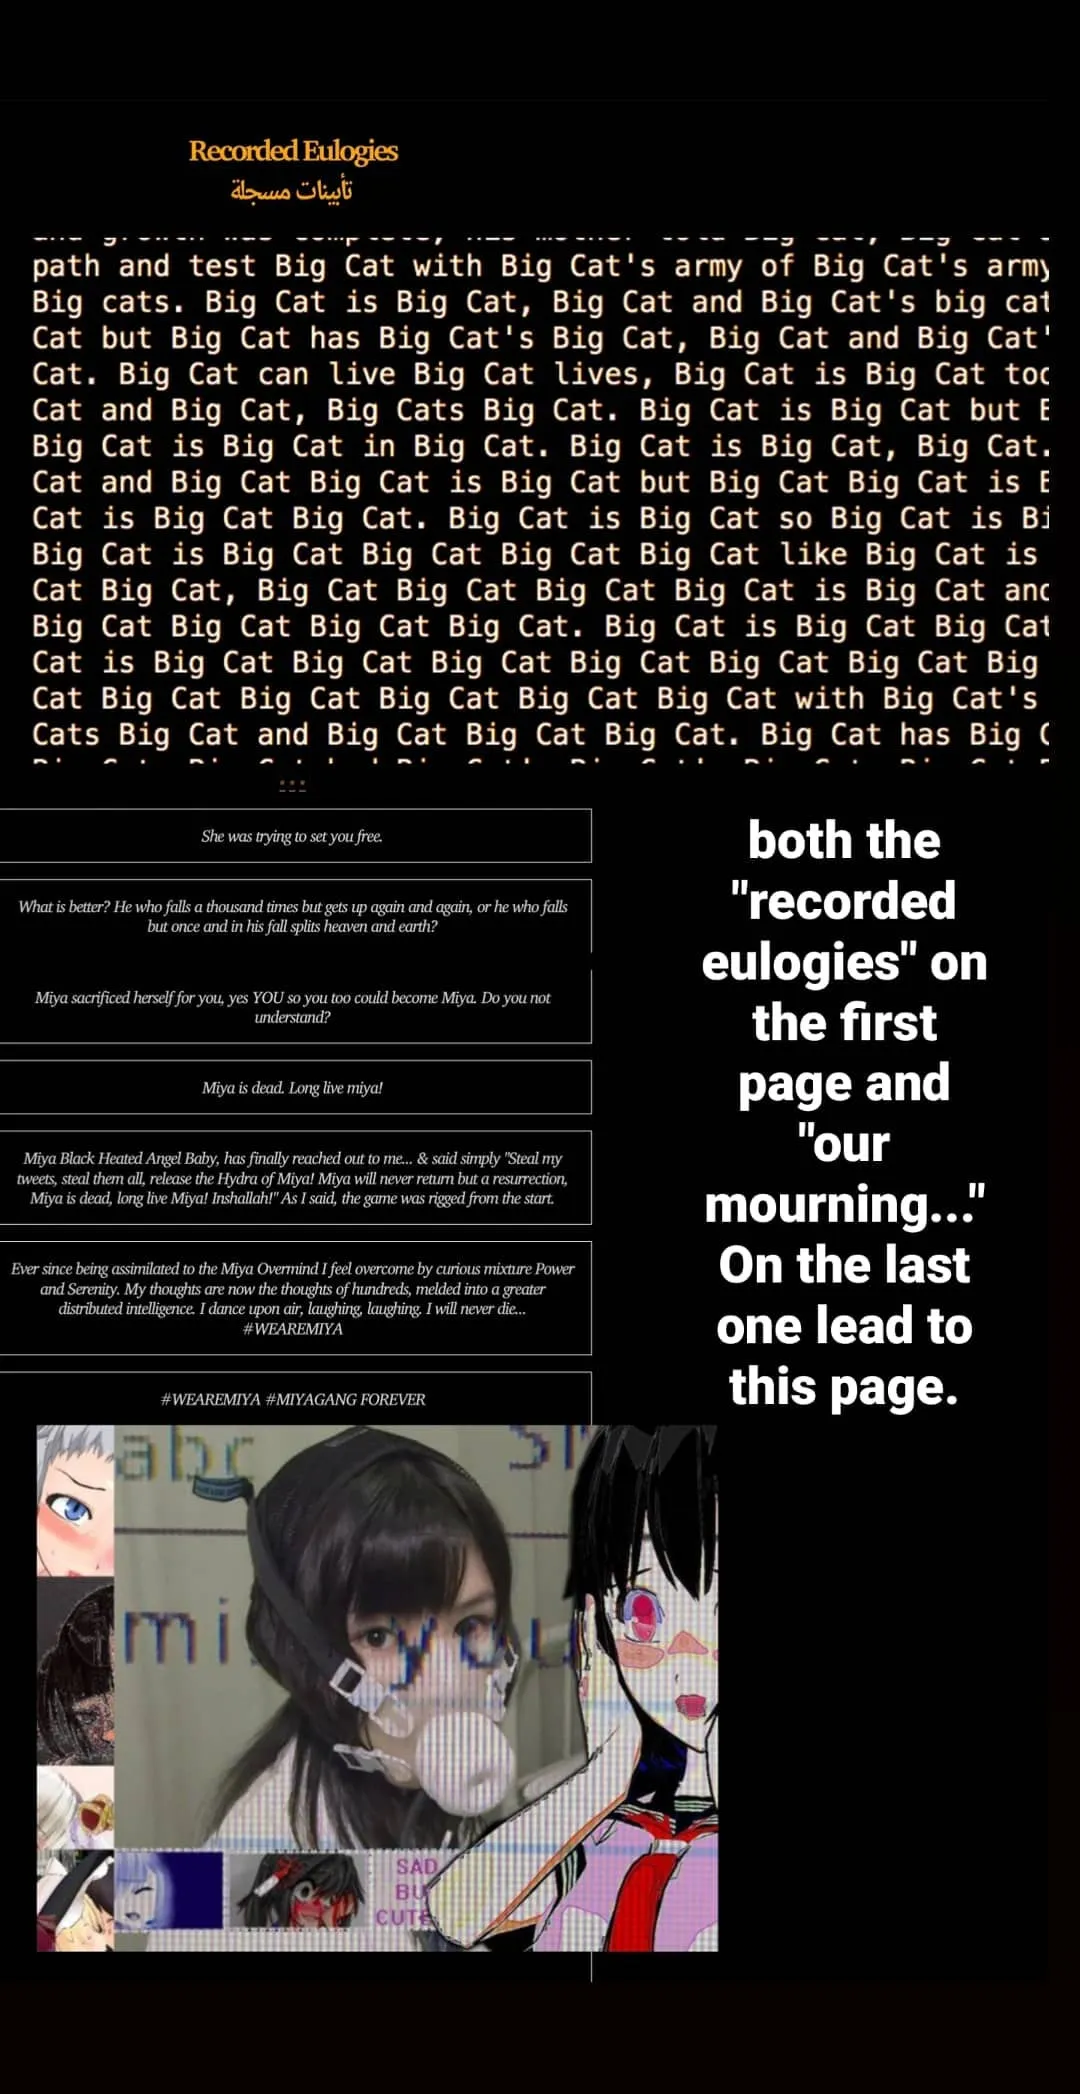 Recorded Eulogies
تأبينات مسجلة
path and test Big Cat with Big Cat's army of Big Cat's army
Big cats. Big Cat is Big Cat, Big Cat and Big Cat's big cat
Cat but Big Cat has Big Cat's Big Cat, Big Cat and Big Cat'
Cat. Big Cat can live Big Cat lives, Big Cat is Big Cat too
Cat and Big Cat, Big Cats Big Cat. Big Cat is Big Cat but
Big Cat is Big Cat in Big Cat. Big Cat is Big Cat, Big Cat.
Cat and Big Cat Big Cat is Big Cat but Big Cat Big Cat is
Cat is Big Cat Big Cat. Big Cat is Big Cat so Big Cat is Bi
Big Cat is Big Cat Big Cat Big Cat Big Cat like Big Cat is
Cat Big Cat, Big Cat Big Cat Big Cat Big Cat is Big Cat and
Big Cat Big Cat Big Cat Big Cat. Big Cat is Big Cat Big Cat
Cat is Big Cat Big Cat Big Cat Big Cat Big Cat Big Cat Big
Cat Big Cat Big Cat Big Cat Big Cat Big Cat with Big Cat's
Cats Big Cat and Big Cat Big Cat Big Cat. Big Cat has Big
She was trying to set you free.
What is better? He who falls a thousand times but gets up again and again, or he who falls
but once and in his fall splits heaven and earth?
Miya sacrificed herself for you, yes YOU so you too could become Miya. Do you not
understand?
Miya is dead. Long live miya!
Miya Black Heated Angel Baby, has finally reached out to me... & said simply "Steal my
tweets, steal them all, release the Hydra of Miya! Miya will never return but a resurrection,
Miya is dead, long live Miya! Inshallah!" As I said, the game was rigged from the start.
Ever since being assimilated to the Miya Overmind I feel overcome by curious mixture Power
and Serenity. My thoughts are now the thoughts of hundreds, melded into a greater
distributed intelligence. I dance upon air, laughing, laughing. I will never die...
#WEAREMIYA
#WEAREMIYA #MIYAGANG FOREVER
both the
"recorded
eulogies" on
the first
page and
"our
mourning..."
On the last
one lead to
this page.
abc
mi you
SAD
BU
CUTE